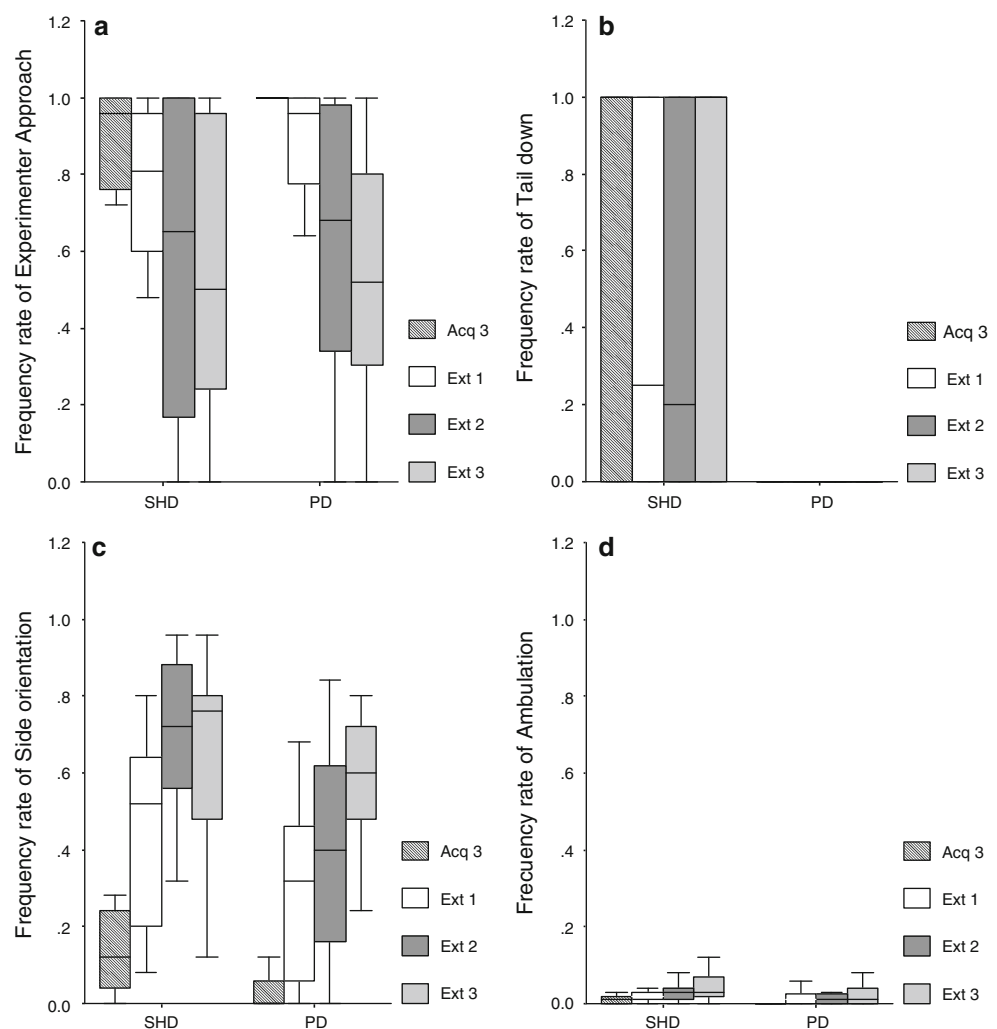 a
Frequency rate of Experimenter Approach
1.2
1.0
.8
.6
.4
.2
0.0
SHD PD
Acq 3
Ext 1
Ext 2
Ext 3
b
Frequency rate of Tail down
1.2
1.0
.8
.6
.4
.2
0.0
SHD PD
Acq 3
Ext 1
Ext 2
Ext 3
c
Frequency rate of Side orientation
1.2
1.0
.8
.6
.4
.2
0.0
SHD PD
Acq 3
Ext 1
Ext 2
Ext 3
d
Frecuency rate of Ambulation
1.2
1.0
.8
.6
.4
.2
0.0
SHD PD
Acq 3
Ext 1
Ext 2
Ext 3